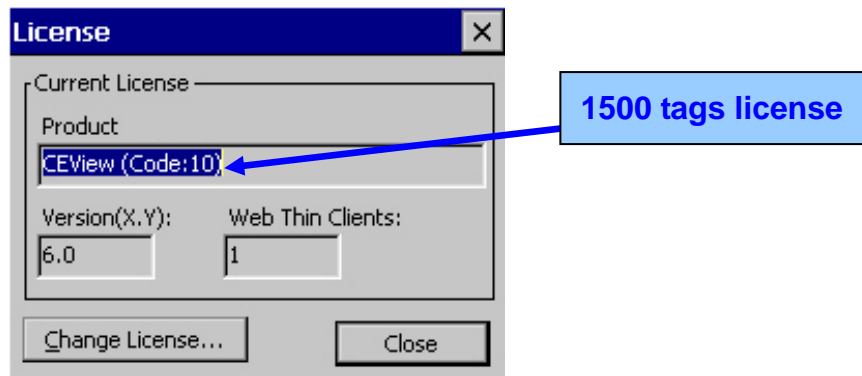 License
Current License
Product
CEView (Code:10)
Version(X.Y): Web Thin Clients:
6.0 1
Change License... Close
1500 tags license